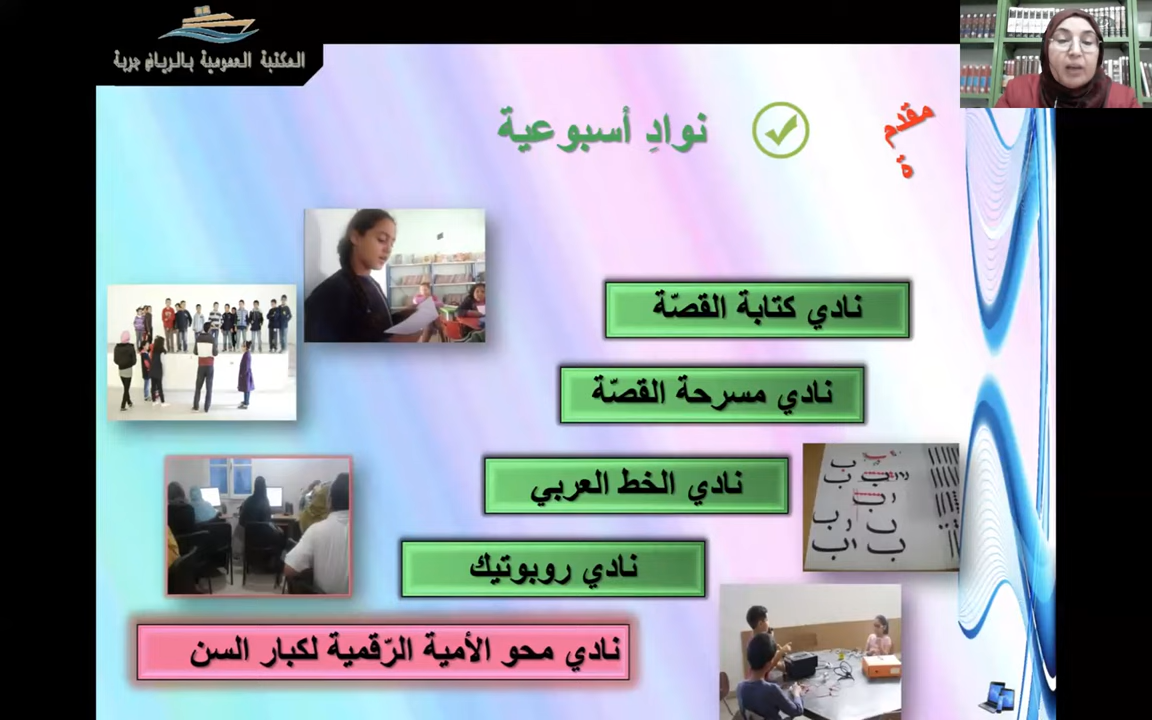 المكتبة العمومية بالرياض جربة
نوادِ أسبوعية
مقدم
ة
نادي كتابة القصّة
نادي مسرحة القصّة
نادي الخط العربي
نادي روبوتيك
نادي محو الأمية الرّقمية لكبار السن